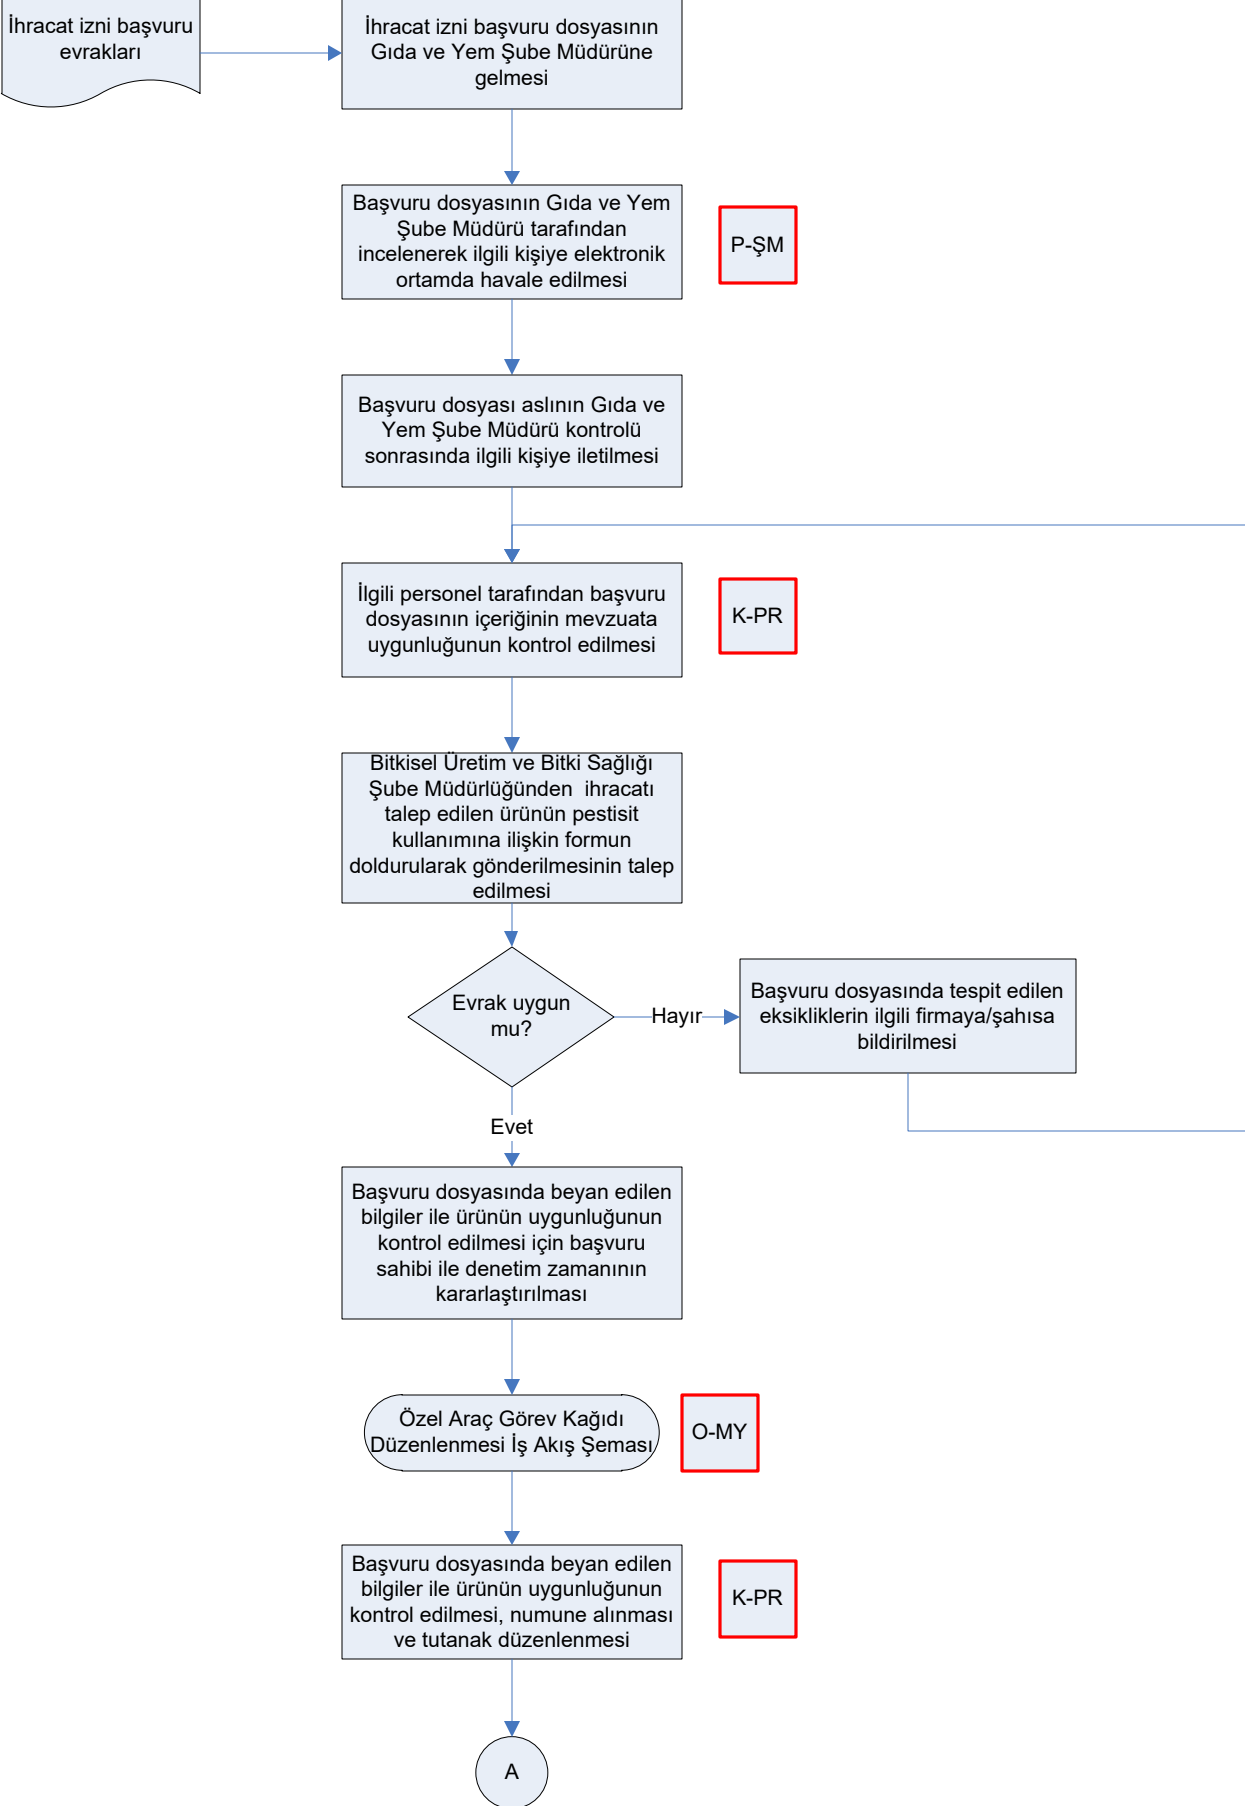 İhracat izni başvuru
evrakları
İhracat izni başvuru dosyasının
Gıda ve Yem Şube Müdürüne
gelmesi
Başvuru dosyasının Gıda ve Yem
Şube Müdürü tarafından
incelenerek ilgili kişiye elektronik
ortamda havale edilmesi
P-ŞM
Başvuru dosyası aslının Gıda ve
Yem Şube Müdürü kontrolü
sonrasında ilgili kişiye iletilmesi
İlgili personel tarafından başvuru
dosyasının içeriğinin mevzuata
uygunluğunun kontrol edilmesi
K-PR
Bitkisel Üretim ve Bitki Sağlığı
Şube Müdürlüğünden  ihracatı
talep edilen ürünün pestisit
kullanımına ilişkin formun
doldurularak gönderilmesinin talep
edilmesi
Evrak uygun
mu?
Hayır
Başvuru dosyasında tespit edilen
eksikliklerin ilgili firmaya/şahısa
bildirilmesi
Evet
Başvuru dosyasında beyan edilen
bilgiler ile ürünün uygunluğunun
kontrol edilmesi için başvuru
sahibi ile denetim zamanının
kararlaştırılması
Özel Araç Görev Kağıdı
Düzenlenmesi İş Akış Şeması
O-MY
Başvuru dosyasında beyan edilen
bilgiler ile ürünün uygunluğunun
kontrol edilmesi, numune alınması
ve tutanak düzenlenmesi
K-PR
A